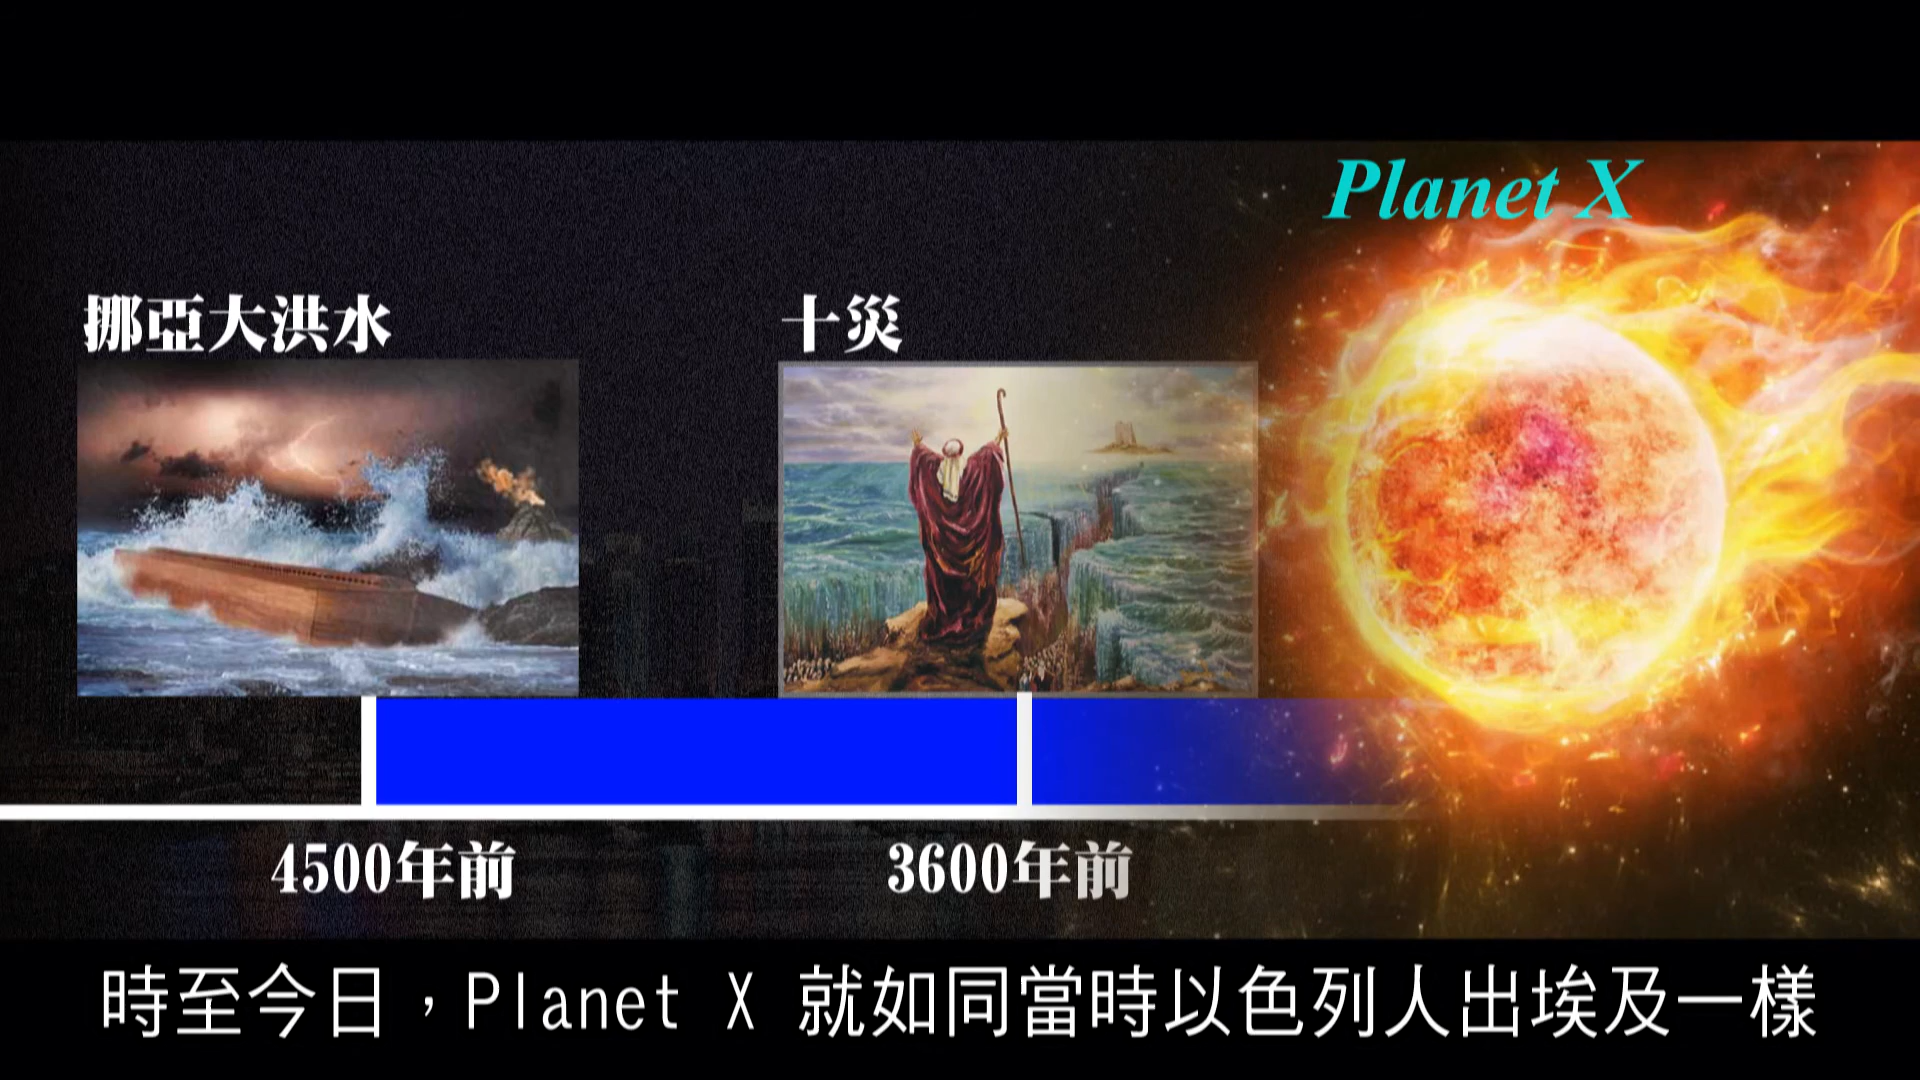 Planet X
挪亞大洪水
十災
4500年前
3600年前
時至今日，Planet X 就如同當時以色列人出埃及一樣